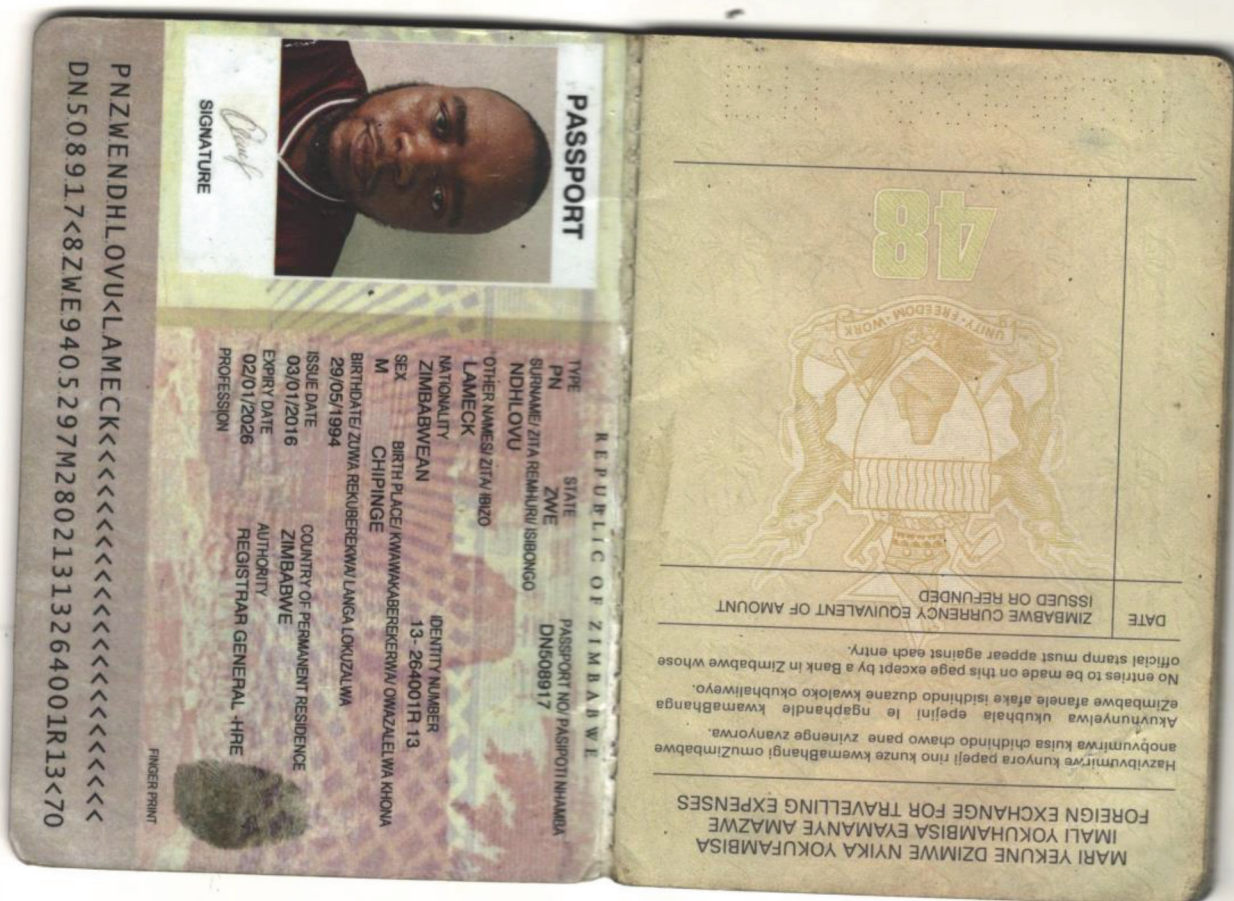 PASSPORT
SIGNATURE
REPUBLIC OF ZIMBABWE
TYPE STATE PASSPORT NO/ PASIPOTI NHAMBA
PN ZWE DN508917
SURNAME/ ZITA REMHURI/ ISIBONGO
NDHLOVU
OTHER NAMES/ ZITA/ IBIZO
LAMECK
NATIONALITY IDENTITY NUMBER
ZIMBABWEAN 13- 264001R 13
SEX BIRTH PLACE/ KWAWAKABEREKERWA/ OWAZALELWA KHONA
M CHIPINGE
BIRTHDATE/ ZUWA REKUBEREKWA/ LANGA LOKUZALWA
29/05/1994
ISSUE DATE COUNTRY OF PERMANENT RESIDENCE
03/01/2016 ZIMBABWE
EXPIRY DATE AUTHORITY
02/01/2026 REGISTRAR GENERAL -HRE
PROFESSION
FINGER PRINT
PNZWENDHLOVU<LAMECK<<<<<<<<<<<<<<<<<<<<<<<<<
DN508917<8ZWE9405297M2802131326400​1R13<70
MARI YEKUNE DZIMWE NYIKA YOKUFAMBISA
IMALI YOKUHAMBISA EYAMANYE AMAZWE
FOREIGN EXCHANGE FOR TRAVELLING EXPENSES
Hazvibvumirwe kunyora papeji rino kunze kwemaBhangi omuZimbabwe
anobvumirwa kuisa chidhindo chawo pane zvinenge zvanyorwa.
Akuvhunyelwa ukubhala epejini le ngaphandle kwamaBhanga
eZimbabwe afanele afake isidhindo duzane kwaloko okubhaliweyo.
No entries to be made on this page except by a Bank in Zimbabwe whose
official stamp must appear against each entry.
DATE ZIMBABWE CURRENCY EQUIVALENT OF AMOUNT
ISSUED OR REFUNDED
UNITY·FREEDOM·WORK
48